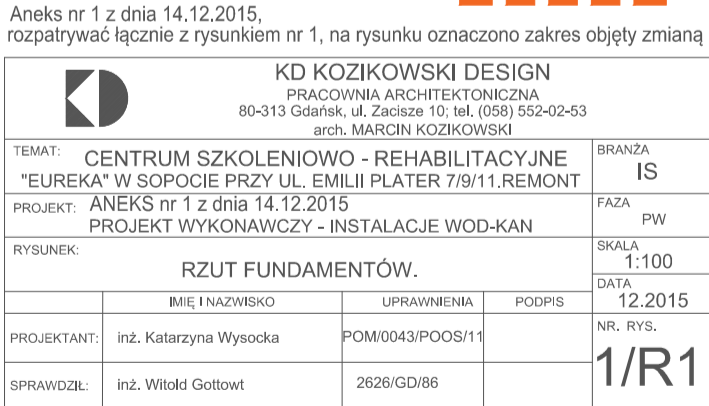 Aneks nr 1 z dnia 14.12.2015,
rozpatrywać łącznie z rysunkiem nr 1, na rysunku oznaczono zakres objęty zmianą
KD KOZIKOWSKI DESIGN
PRACOWNIA ARCHITEKTONICZNA
80-313 Gdańsk, ul. Zacisze 10; tel. (058) 552-02-53
arch. MARCIN KOZIKOWSKI
TEMAT: CENTRUM SZKOLENIOWO - REHABILITACYJNE
"EUREKA" W SOPOCIE PRZY UL. EMILII PLATER 7/9/11.REMONT
BRANŻA
IS
PROJEKT: ANEKS nr 1 z dnia 14.12.2015
PROJEKT WYKONAWCZY - INSTALACJE WOD-KAN
FAZA
PW
RYSUNEK:
RZUT FUNDAMENTÓW.
SKALA
1:100
DATA
12.2015
IMIĘ I NAZWISKO UPRAWNIENIA PODPIS
NR. RYS.
1/R1
PROJEKTANT: inż. Katarzyna Wysocka POM/0043/POOS/11
SPRAWDZIŁ: inż. Witold Gottowt 2626/GD/86